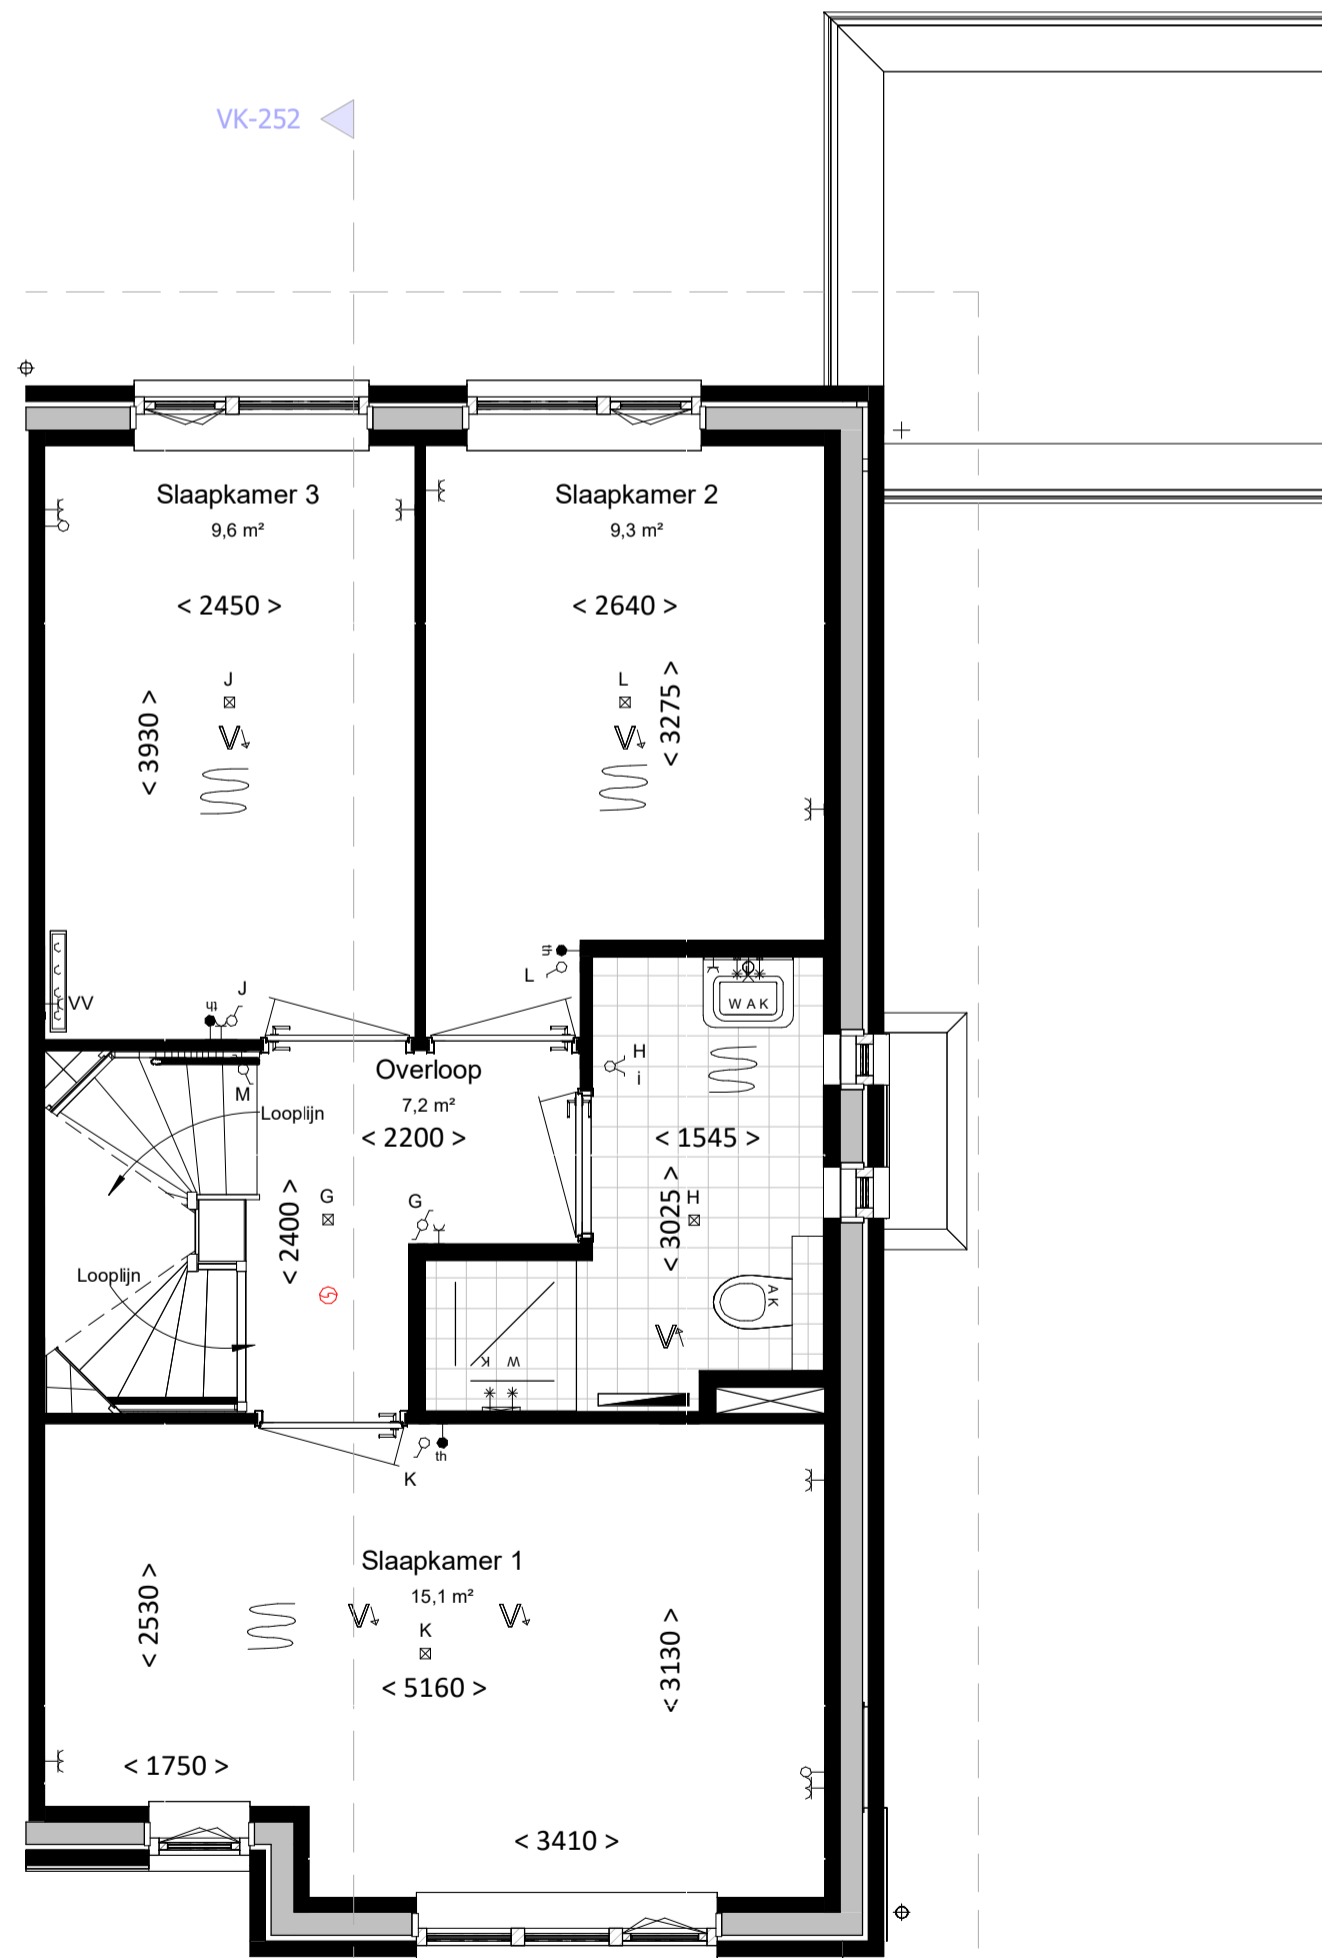 VK-252
Slaapkamer 3
9,6 m²
Slaapkamer 2
9,3 m²
< 2450 >
< 2640 >
J
L
< 3930 >
< 3275 >
th
L
VV
J
th
WAK
M
Overloop
7,2 m²
< 2200 >
H
i
Looplijn
< 1545 >
G
G
< 2400 >
< 3025 >
H
Looplijn
AK
K W
K
th
Slaapkamer 1
15,1 m²
K
< 2530 >
< 3130 >
< 5160 >
< 1750 >
< 3410 >